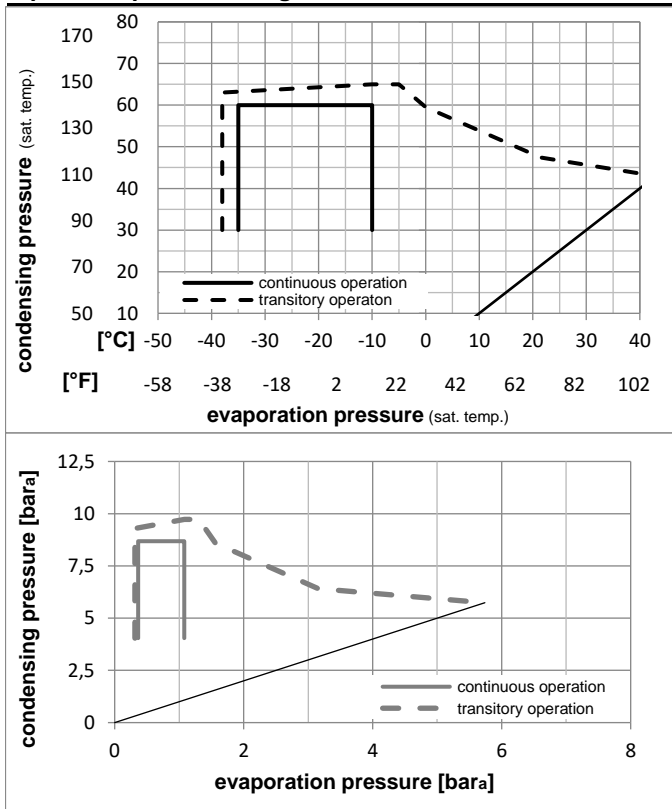 170 80
150 70
130 60
50
110 40
90 30
70 20
50 10
condensing pressure (sat. temp.)
continuous operation
transitory operaton
[°C] -50 -40 -30 -20 -10 0 10 20 30 40
[°F] -58 -38 -18 2 22 42 62 82 102
evaporation pressure (sat. temp.)
12,5
10
7,5
5
2,5
0
condensing pressure [bara]
continuous operation
transitory operation
0 2 4 6 8
evaporation pressure [bara]